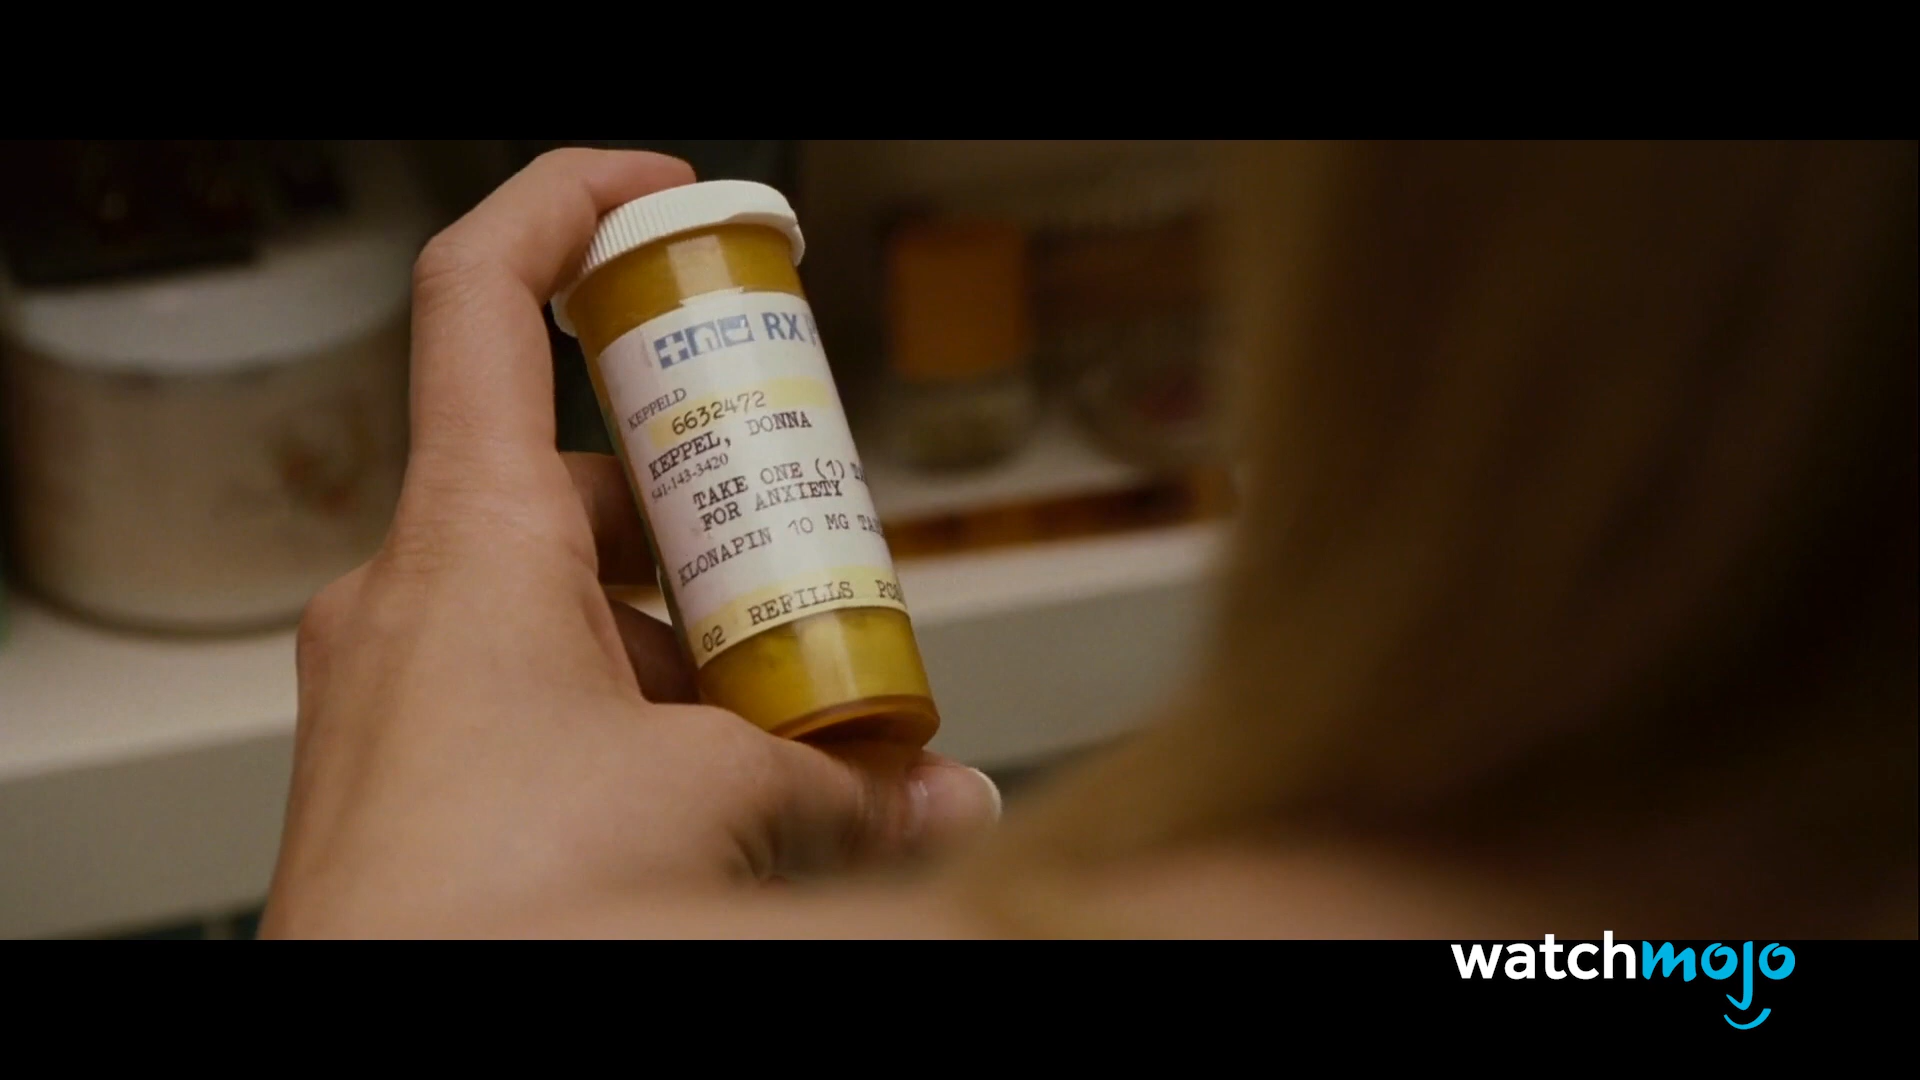 RX
KEPPELD
6632472
KEPPEL, DONNA
541-143-3420
TAKE ONE (1)
FOR ANXIETY
KLONAPIN 10 MG
02 REFILLS
watchmojo